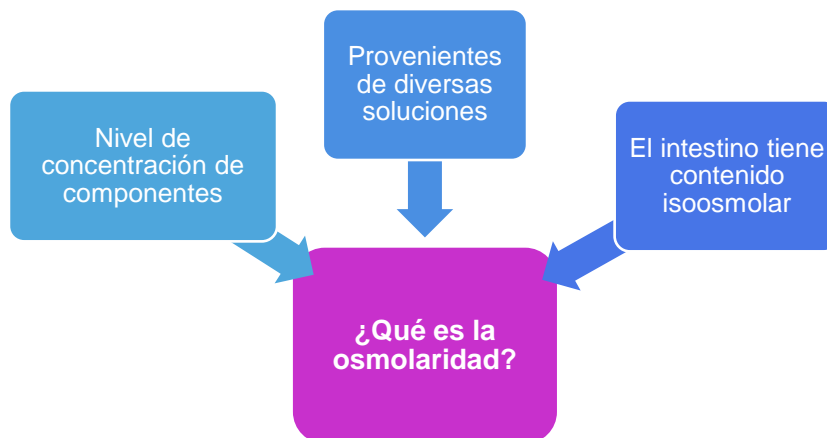 Provenientes
de diversas
soluciones
Nivel de
concentración de
componentes
El intestino tiene
contenido
isoosmolar
¿Qué es la
osmolaridad?